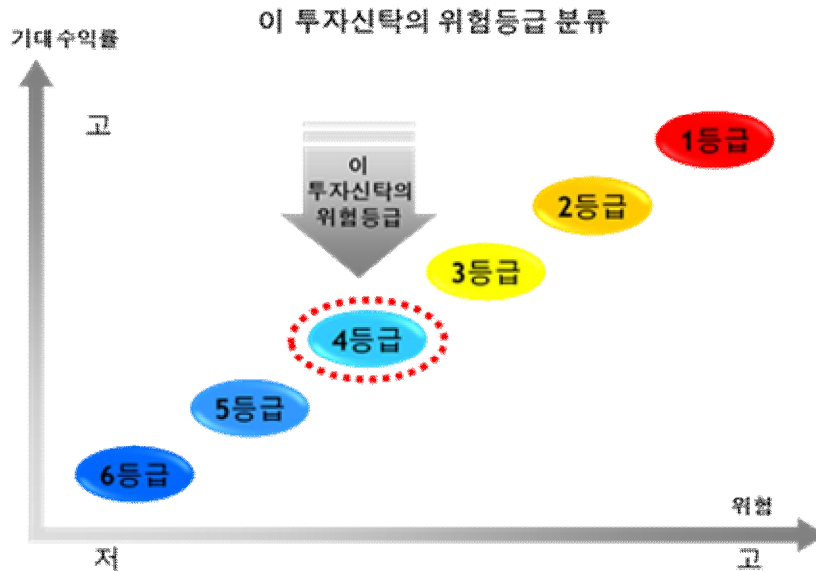 이 투자신탁의 위험등급 분류
기대수익률
고
1등급
이
투자신탁의
위험등급
2등급
3등급
4등급
5등급
6등급
위험
저
고